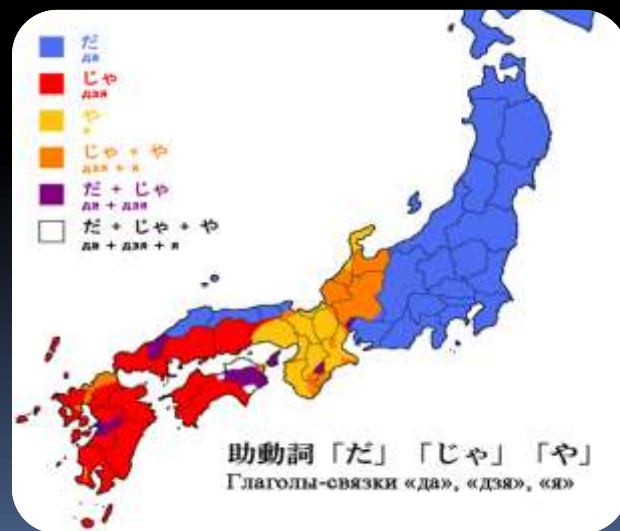 だ
да
じゃ
дзя
や
я
じゃ + や
дзя + я
だ + じゃ
да + дзя
だ + じゃ + や
да + дзя + я
助動詞「だ」「じゃ」「や」
Глаголы-связки «да», «дзя», «я»